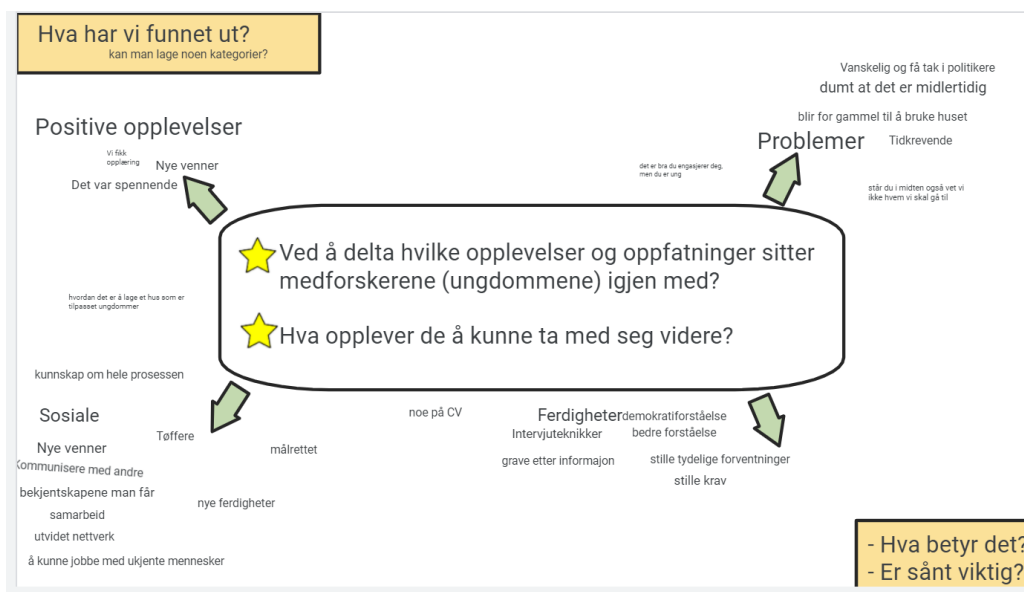 Hva har vi funnet ut?
kan man lage noen kategorier?
Vanskelig og få tak i politikere
dumt at det er midlertidig
blir for gammel til å bruke huset
Problemer
Tidkrevende
det er bra du engasjerer deg,
men du er ung
står du i midten også vet vi
ikke hvem vi skal gå til
Positive opplevelser
Vi fikk
opplæring
Nye venner
Det var spennende
Ved å delta hvilke opplevelser og oppfatninger sitter
medforskerene (ungdommene) igjen med?
Hva opplever de å kunne ta med seg videre?
hvordan det er å lage et hus som er
tilpasset ungdommer
kunnskap om hele prosessen
Sosiale
Nye venner
Tøffere
Kommunisere med andre
bekjentskapene man får
samarbeid
utvidet nettverk
å kunne jobbe med ukjente mennesker
målrettet
nye ferdigheter
noe på CV
Ferdigheter
demokratiforståelse
Intervjuteknikker
bedre forståelse
grave etter informajon
stille tydelige forventninger
stille krav
- Hva betyr det?
- Er sånt viktig?